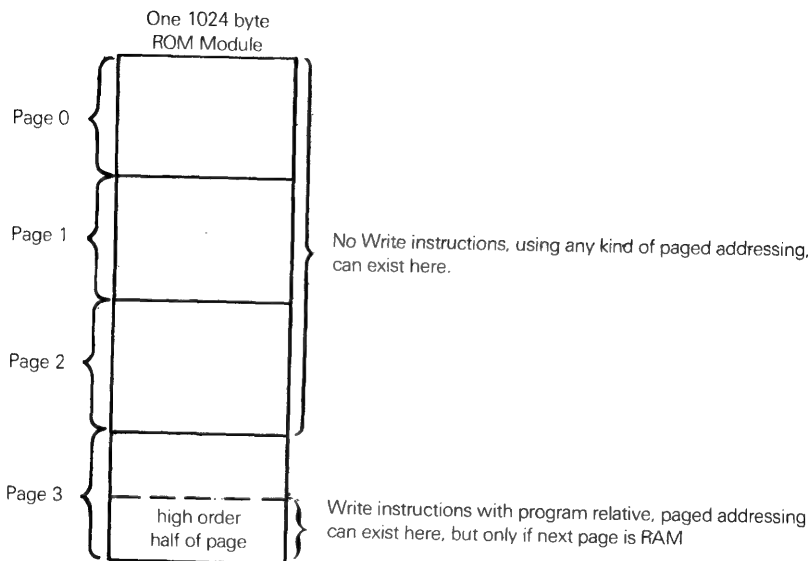 One 1024 byte
ROM Module
Page 0
Page 1
No Write instructions, using any kind of paged addressing,
can exist here.
Page 2
Page 3
high order
half of page
Write instructions with program relative, paged addressing
can exist here, but only if next page is RAM